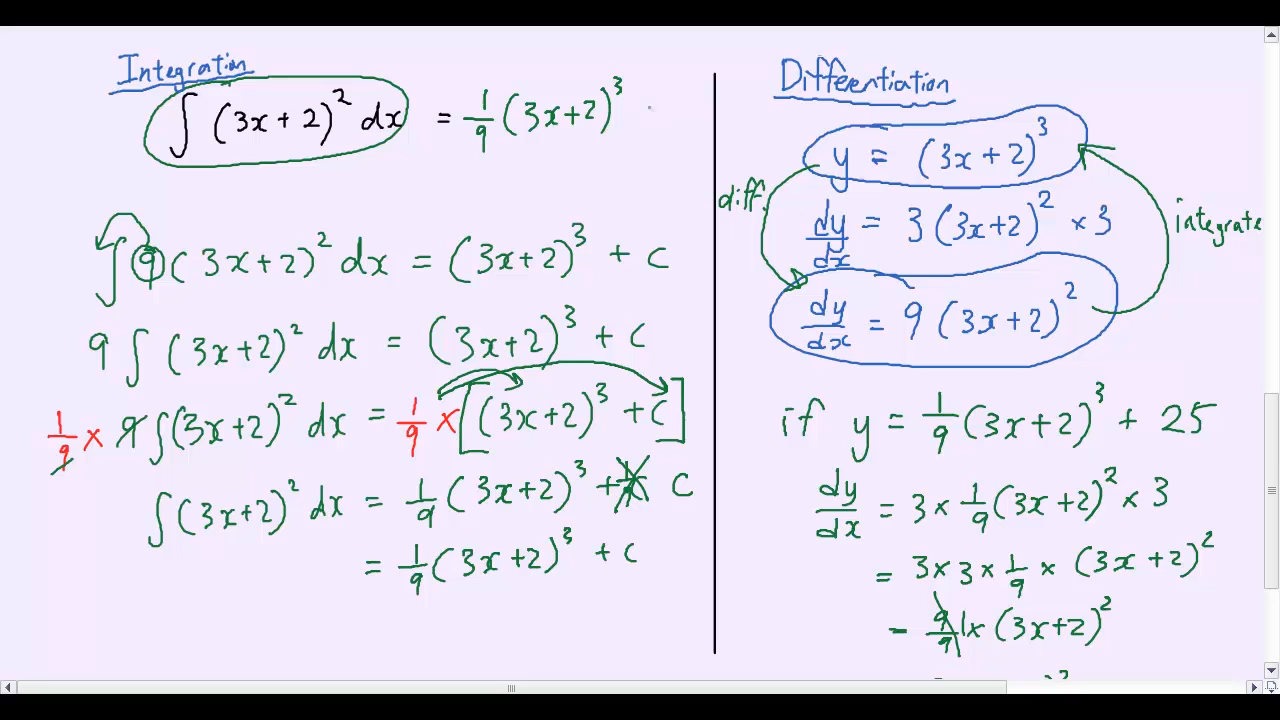 Integration
∫ (3x + 2)² dx = 1/9 (3x+2)³
∫ 9 (3x+2)² dx = (3x+2)³ + C
9 ∫ (3x+2)² dx = (3x+2)³ + C
1/9 × 9 ∫ (3x+2)² dx = 1/9 × [(3x+2)³ + C]
∫ (3x+2)² dx = 1/9 (3x+2)³ + C
= 1/9 (3x+2)³ + C
Differentiation
y = (3x+2)³
diff.
integrate
dy/dx = 3 (3x+2)² × 3
dy/dx = 9 (3x+2)²
if y = 1/9 (3x+2)³ + 25
dy/dx = 3 × 1/9 (3x+2)² × 3
= 3 × 3 × 1/9 × (3x+2)²
= 9/9 1 × (3x+2)²